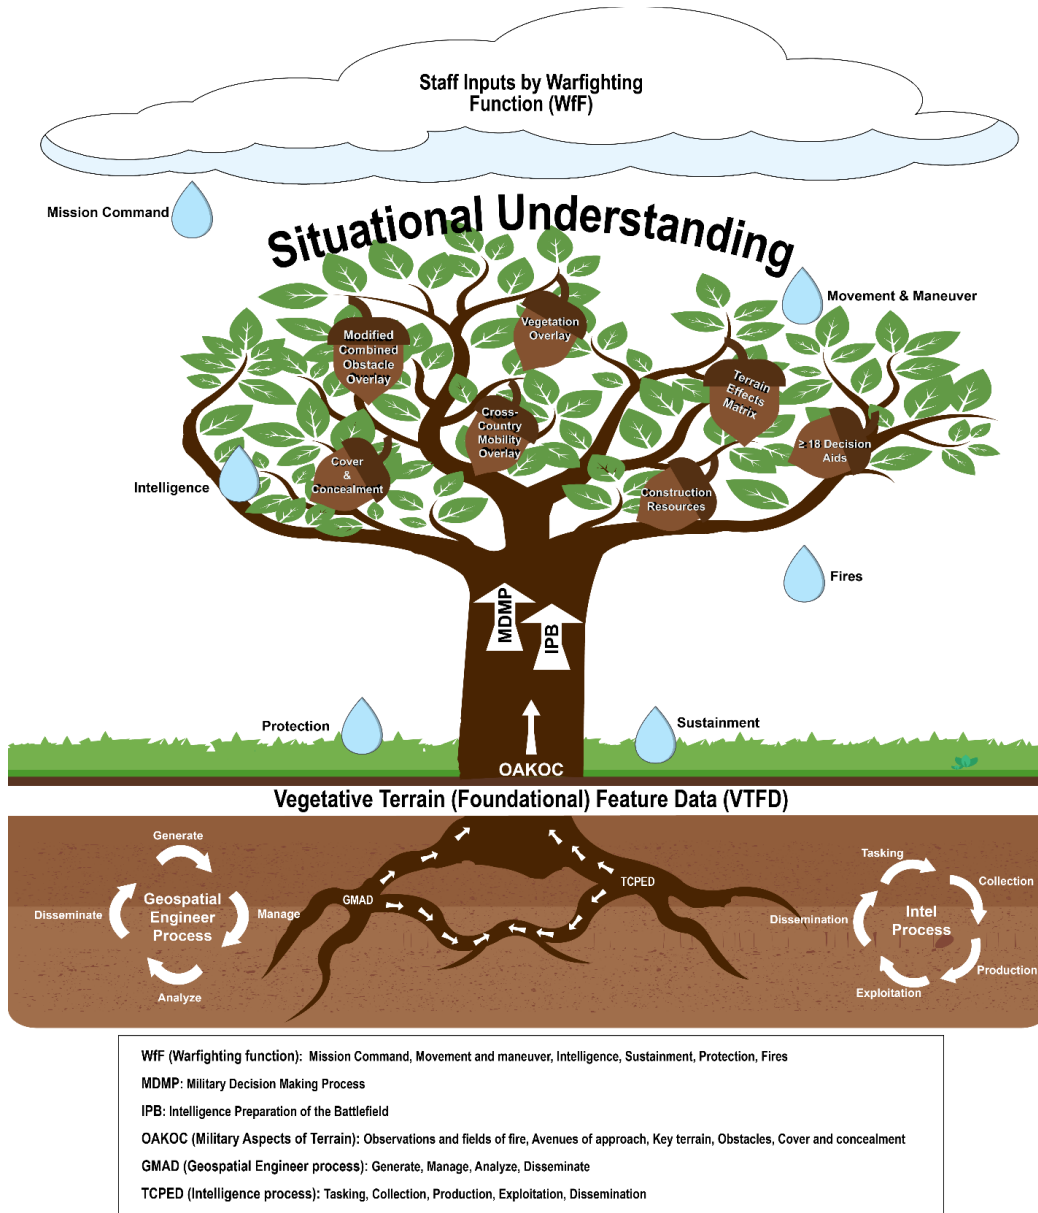 Staff Inputs by Warfighting
Function (WfF)
Mission Command
Situational Understanding
Movement & Maneuver
Modified
Combined
Obstacle
Overlay
Vegetation
Overlay
Terrain
Effects
Matrix
Cross-
Country
Mobility
Overlay
≥ 18 Decision
Aids
Cover
&
Concealment
Intelligence
Construction
Resources
Fires
MDMP
IPB
Protection
Sustainment
OAKOC
Vegetative Terrain (Foundational) Feature Data (VTFD)
Generate
Geospatial
Engineer
Process
Disseminate
Manage
Analyze
GMAD
TCPED
Tasking
Collection
Dissemination
Intel
Process
Production
Exploitation
WfF (Warfighting function): Mission Command, Movement and maneuver, Intelligence, Sustainment, Protection, Fires
MDMP: Military Decision Making Process
IPB: Intelligence Preparation of the Battlefield
OAKOC (Military Aspects of Terrain): Observations and fields of fire, Avenues of approach, Key terrain, Obstacles, Cover and concealment
GMAD (Geospatial Engineer process): Generate, Manage, Analyze, Disseminate
TCPED (Intelligence process): Tasking, Collection, Production, Exploitation, Dissemination